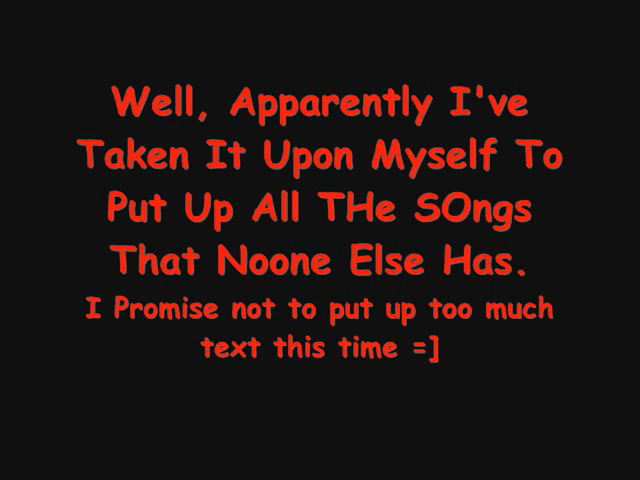 Well, Apparently I've
Taken It Upon Myself To
Put Up All THe SOngs
That Noone Else Has.
I Promise not to put up too much
text this time =]